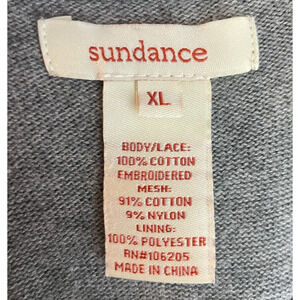 sundance
XL
BODY/LACE:
100% COTTON
EMBROIDERED
MESH:
91% COTTON
9% NYLON
LINING:
100% POLYESTER
RN#106205
MADE IN CHINA